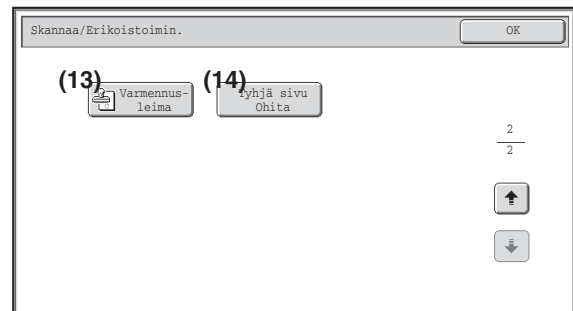 Skannaa/Erikoistoimin.
OK
(13)
(14)
Varmennus-
leima
Tyhjä sivu
Ohita
2
2